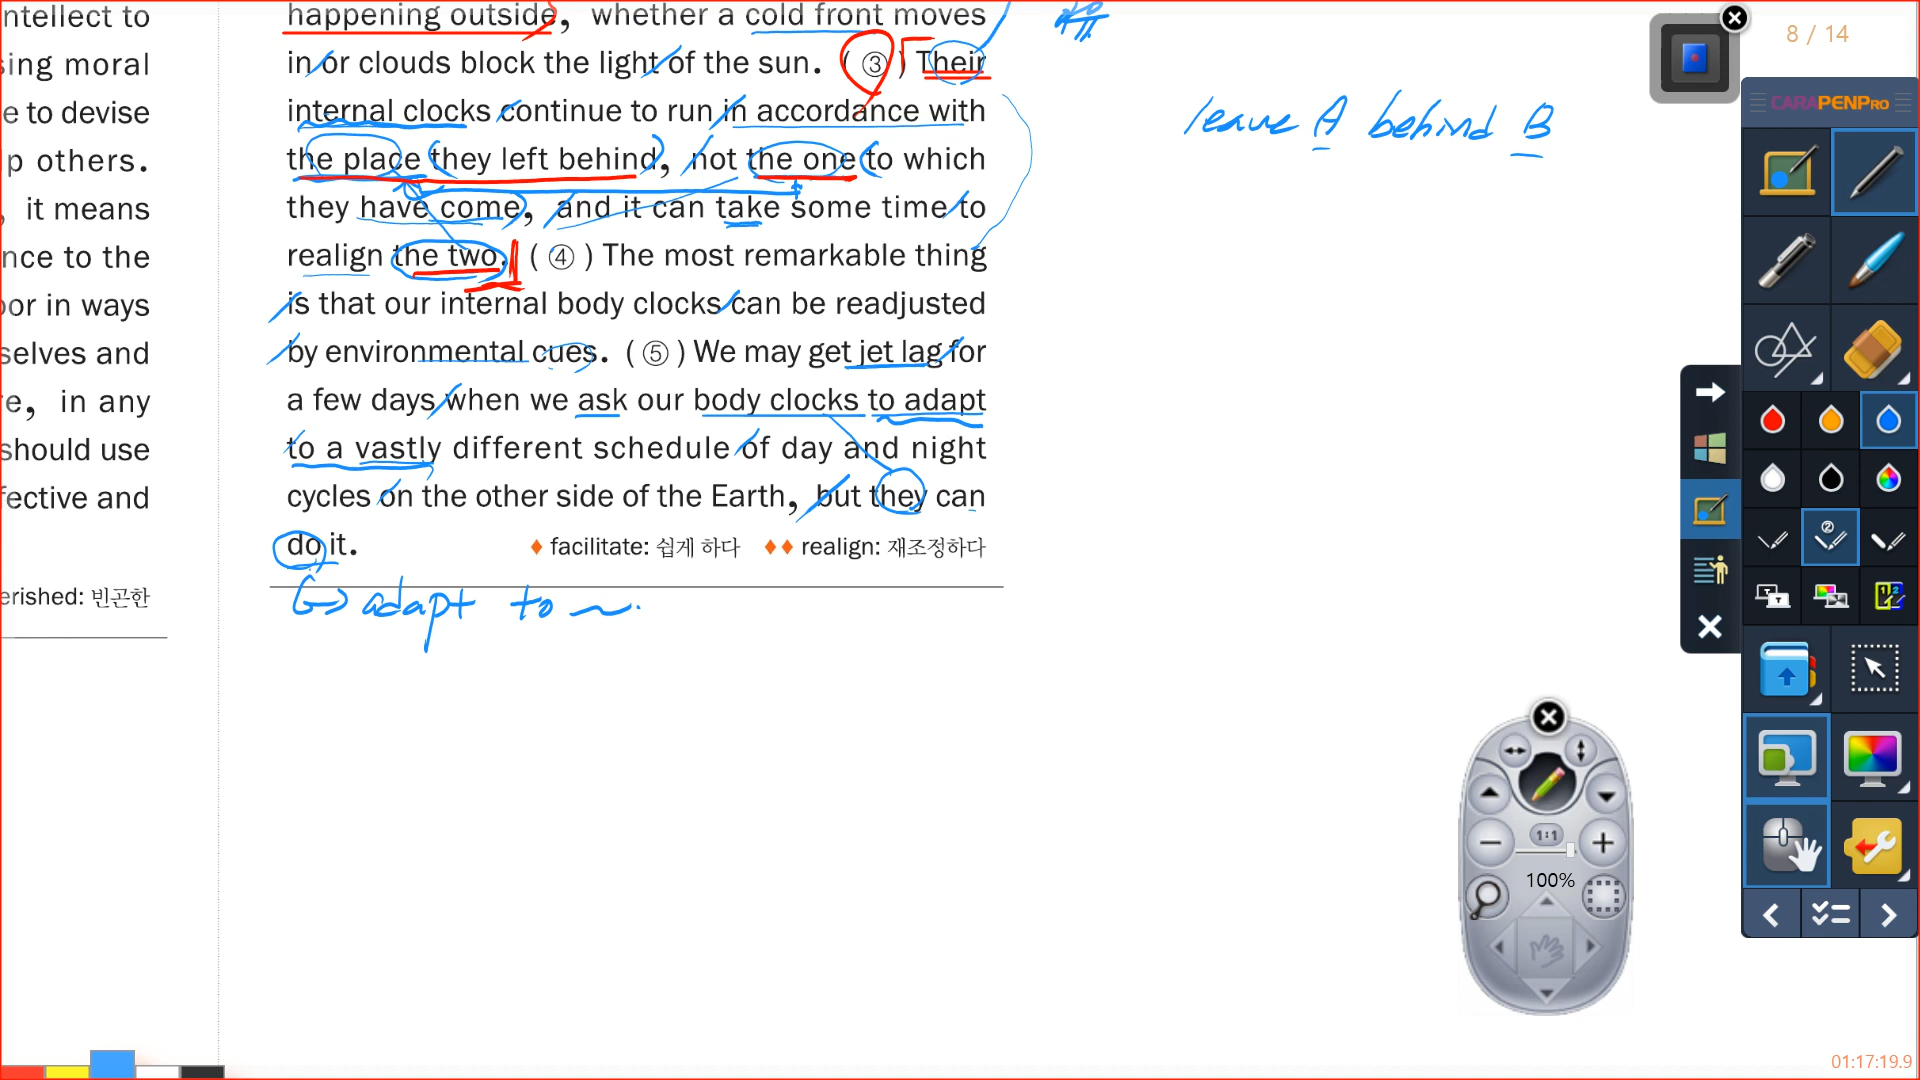 ntellect to
sing moral
e to devise
p others.
, it means
nce to the
oor in ways
selves and
re, in any
should use
fective and
erished: 빈곤한
happening outside, whether a cold front moves
in or clouds block the light of the sun. ( ③ ) Their
internal clocks continue to run in accordance with
the place they left behind, not the one to which
they have come, and it can take some time to
realign the two. ( ④ ) The most remarkable thing
is that our internal body clocks can be readjusted
by environmental cues. ( ⑤ ) We may get jet lag for
a few days when we ask our body clocks to adapt
to a vastly different schedule of day and night
cycles on the other side of the Earth, but they can
do it.
♦ facilitate: 쉽게 하다 ♦♦ realign: 재조정하다
adapt to ~.
leave A behind B
8 / 14
CARAPENPRO
②
1:1
100%
01:17:19.9